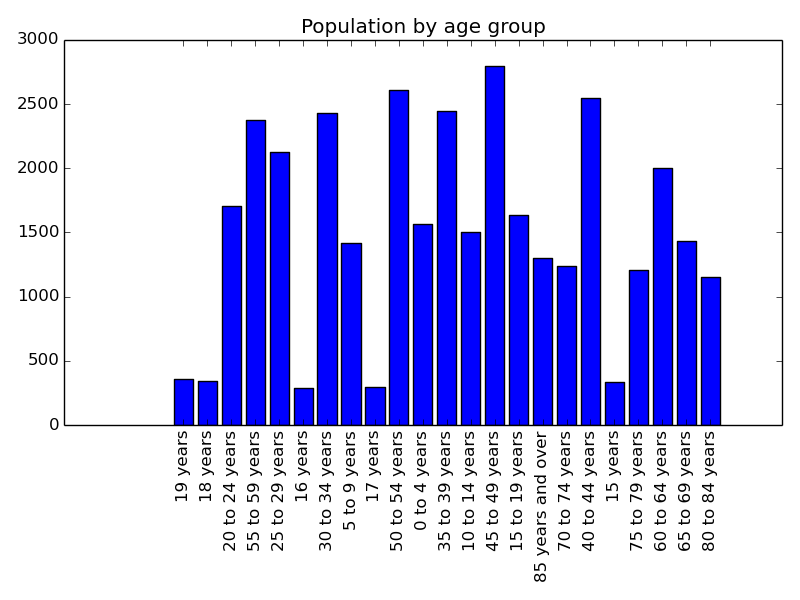 Population by age group
3000
2500
2000
1500
1000
500
0
19 years
18 years
20 to 24 years
55 to 59 years
25 to 29 years
16 years
30 to 34 years
5 to 9 years
17 years
50 to 54 years
0 to 4 years
35 to 39 years
10 to 14 years
45 to 49 years
15 to 19 years
85 years and over
70 to 74 years
40 to 44 years
15 years
75 to 79 years
60 to 64 years
65 to 69 years
80 to 84 years